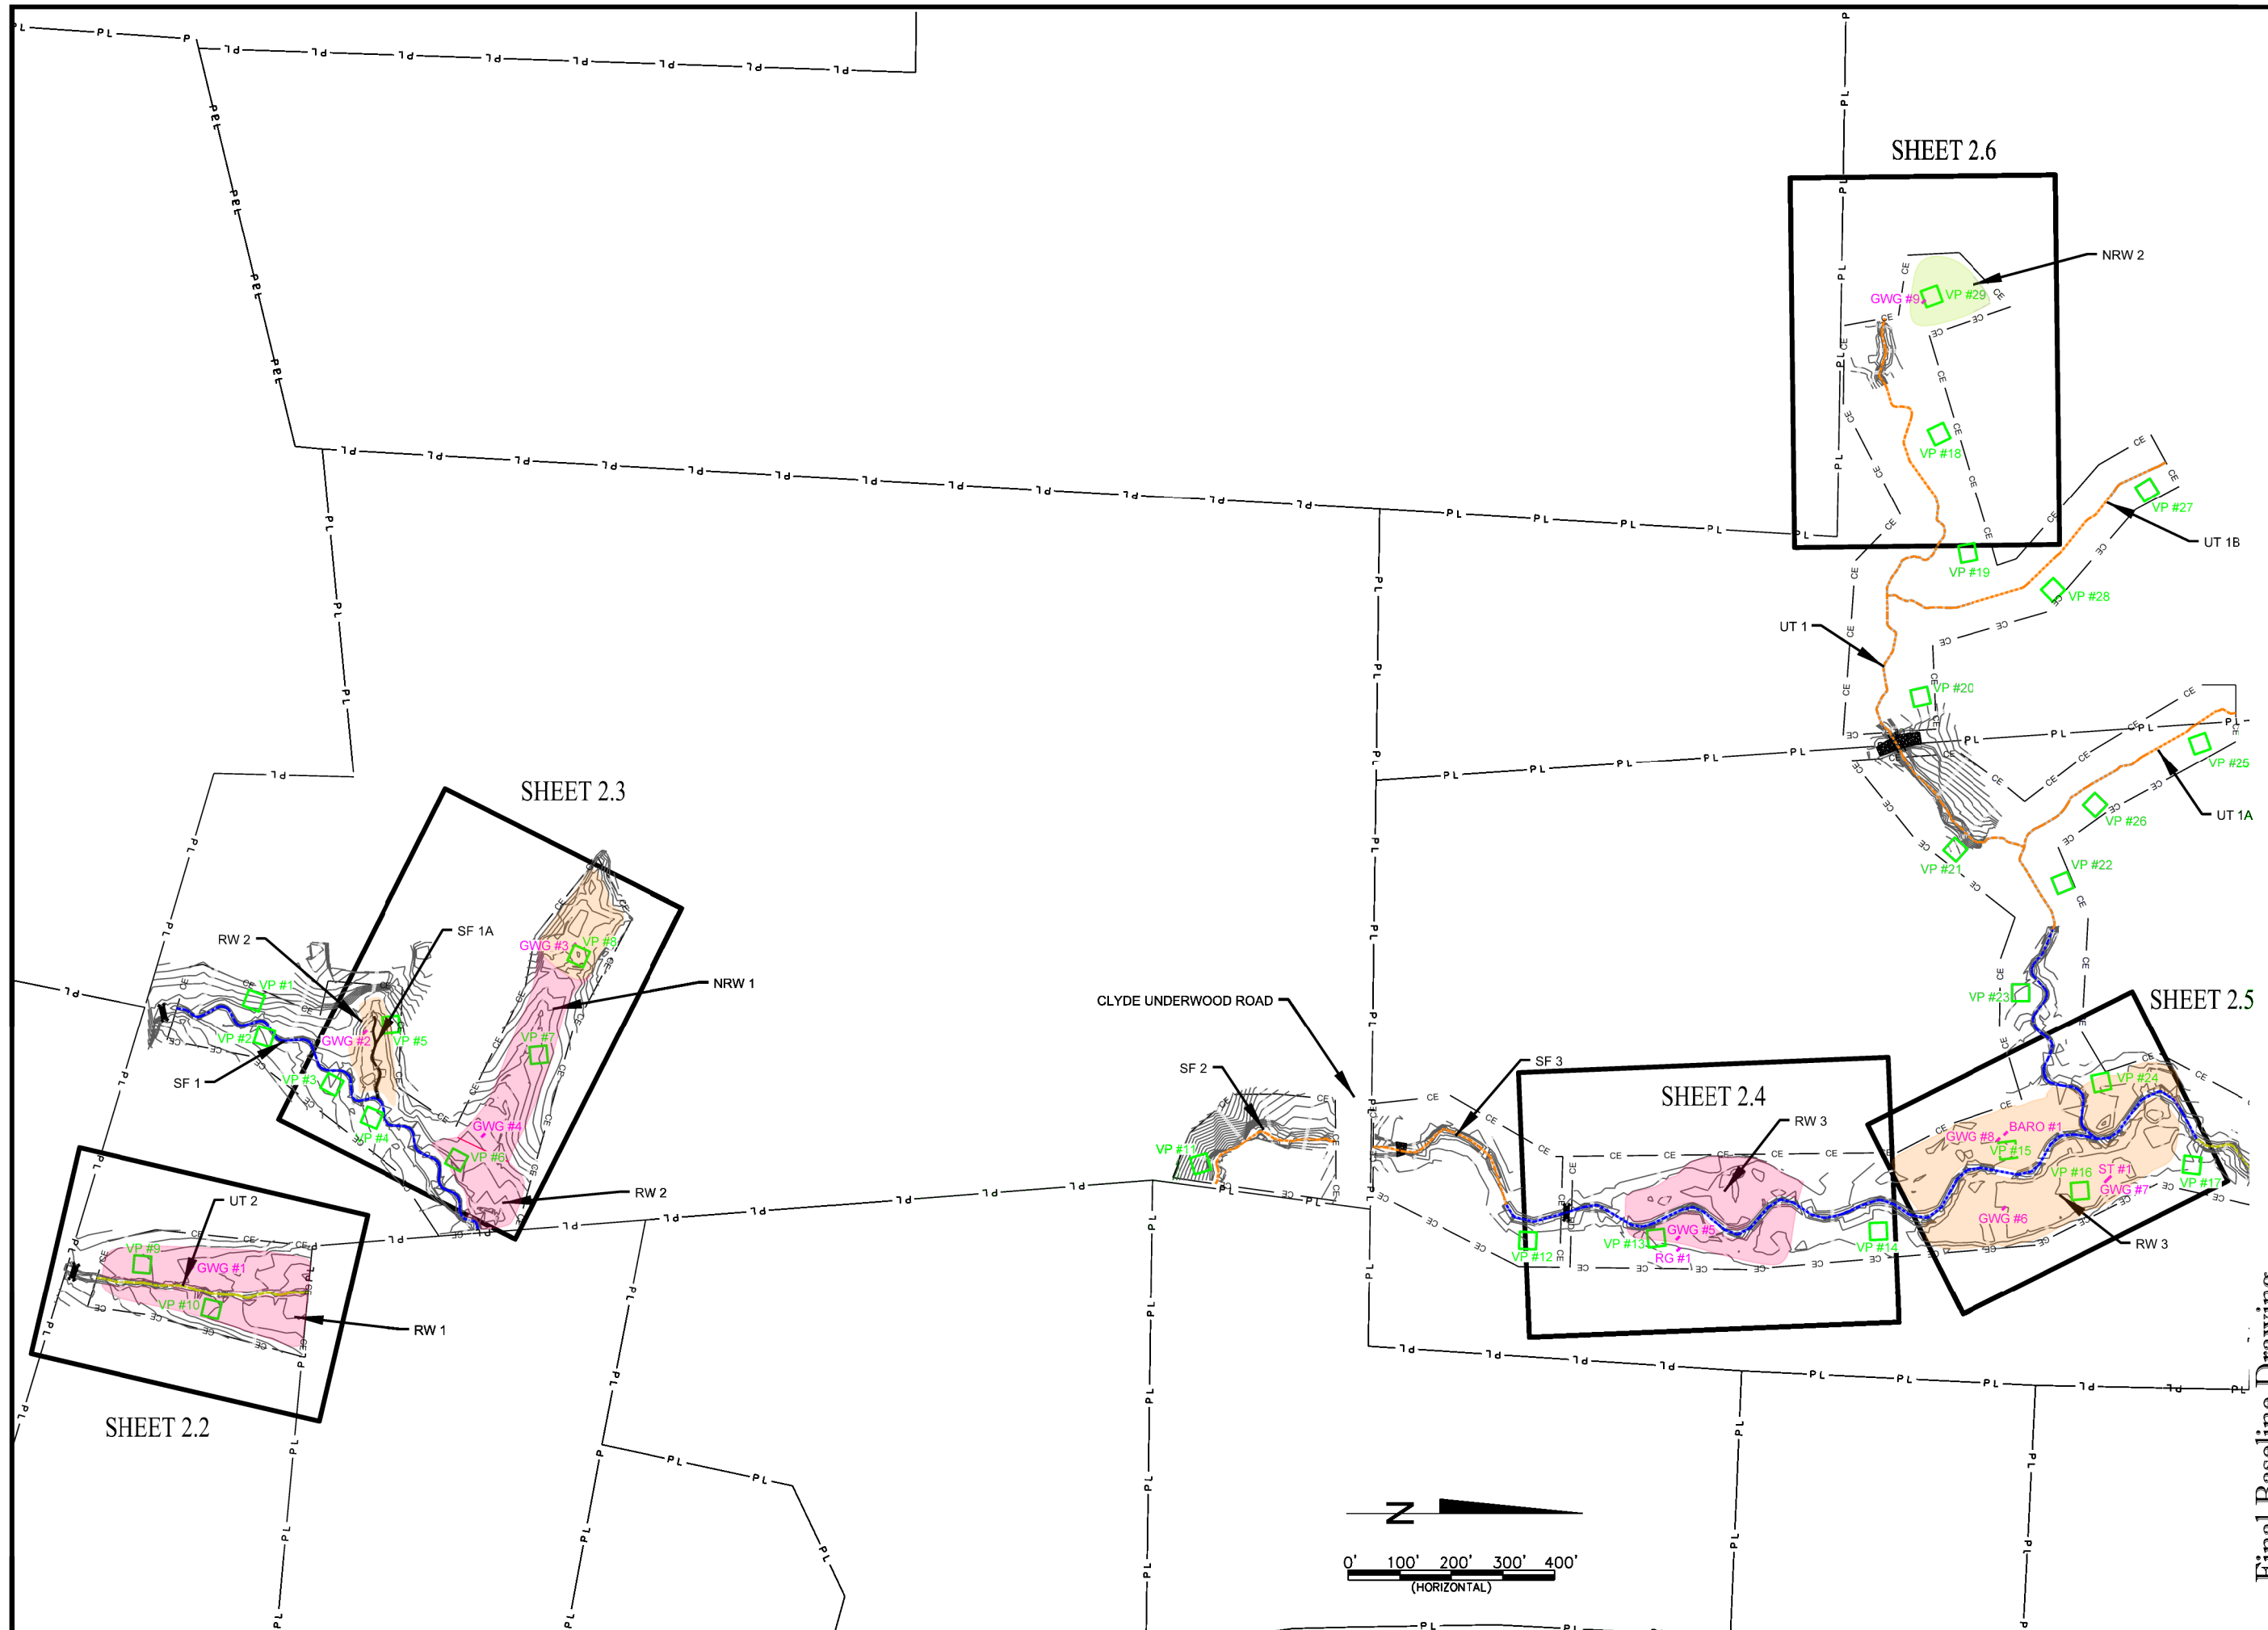 SHEET 2.6
NRW 2
GWG #9
VP #29
VP #18
VP #27
UT 1B
VP #19
VP #28
UT 1
VP #20
VP #25
VP #26
UT 1A
VP #21
VP #22
SHEET 2.3
RW 2
SF 1A
GWG #3
VP #8
NRW 1
VP #1
VP #2
GWG #2
VP #5
VP #7
SF 1
VP #3
VP #4
GWG #4
VP #6
RW 2
CLYDE UNDERWOOD ROAD
SF 2
VP #11
SF 3
SHEET 2.4
RW 3
VP #12
VP #13
GWG #5
RG #1
VP #14
VP #23
SHEET 2.5
VP #24
GWG #8
BARO #1
VP #15
VP #16
ST #1
GWG #7
VP #17
GWG #6
RW 3
UT 2
VP #9
GWG #1
VP #10
RW 1
SHEET 2.2
N
0' 100' 200' 300' 400'
(HORIZONTAL)
Final Baseline Drawing
PL
CE